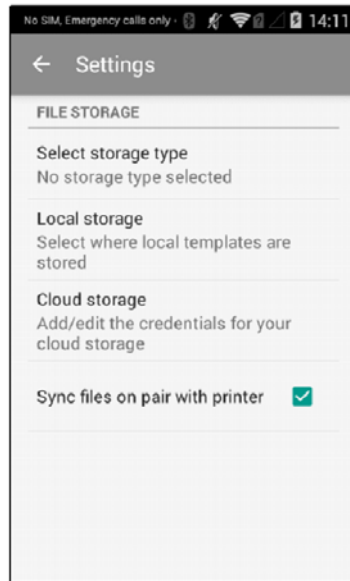 No SIM, Emergency calls only · 14:11
Settings
FILE STORAGE
Select storage type
No storage type selected
Local storage
Select where local templates are
stored
Cloud storage
Add/edit the credentials for your
cloud storage
Sync files on pair with printer